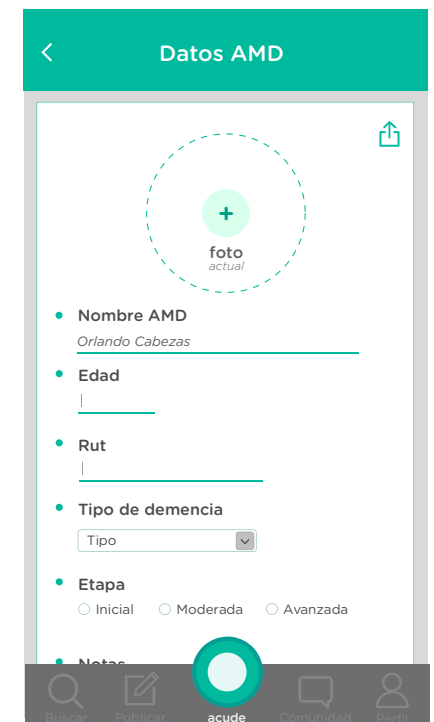 Datos AMD
+
foto
actual
Nombre AMD
Orlando Cabezas
Edad
Rut
Tipo de demencia
Tipo
Etapa
Inicial Moderada Avanzada
Notas
Buscar Publicar acude Comunidad Perfil